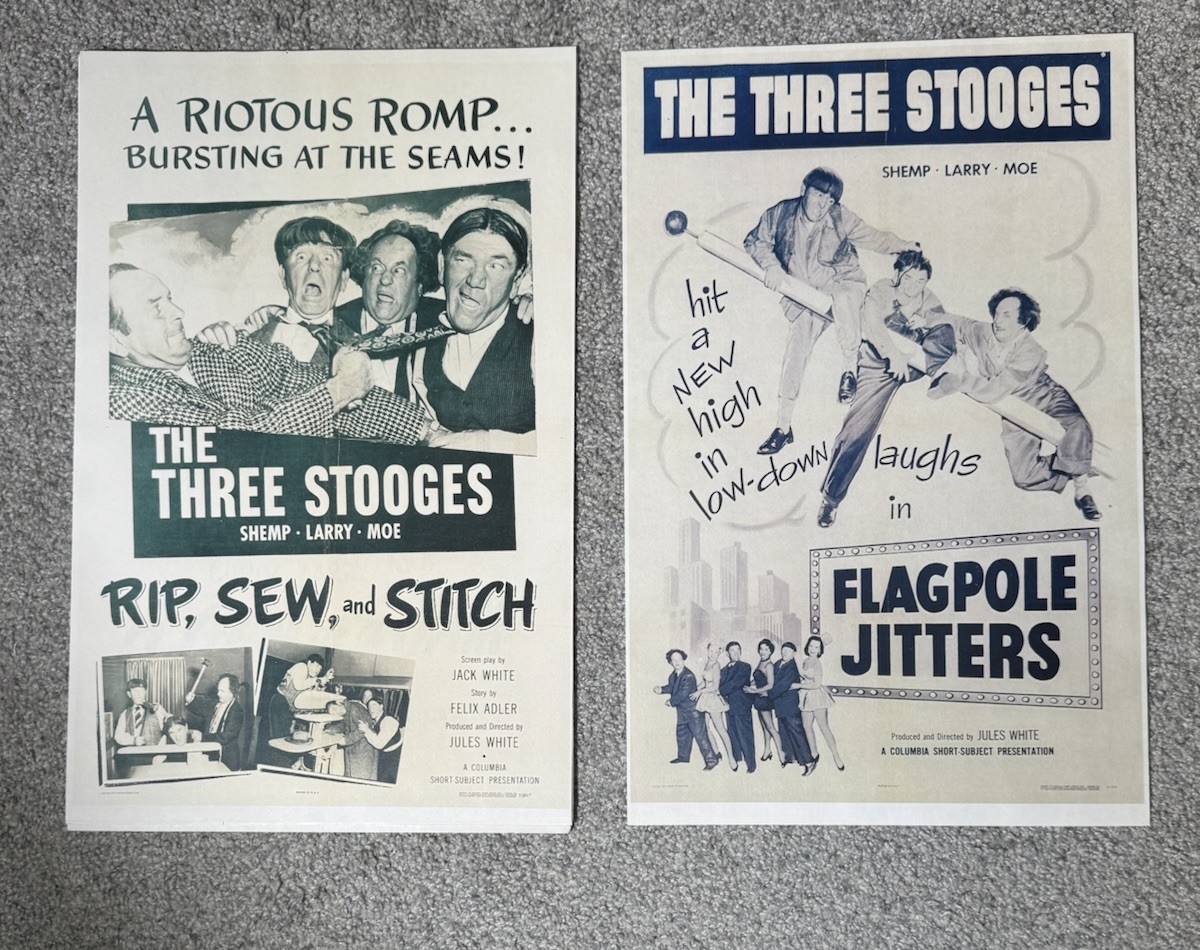 A RIOTOUS ROMP...
BURSTING AT THE SEAMS!
THE
THREE STOOGES
SHEMP · LARRY · MOE
RIP, SEW, and STITCH
Screen play by
JACK WHITE
Story by
FELIX ADLER
Produced and Directed by
JULES WHITE
A COLUMBIA
SHORT-SUBJECT PRESENTATION
THE THREE STOOGES
SHEMP · LARRY · MOE
hit
a
NEW
high
in
low-down
laughs
in
FLAGPOLE
JITTERS
Produced and Directed by JULES WHITE
A COLUMBIA SHORT-SUBJECT PRESENTATION